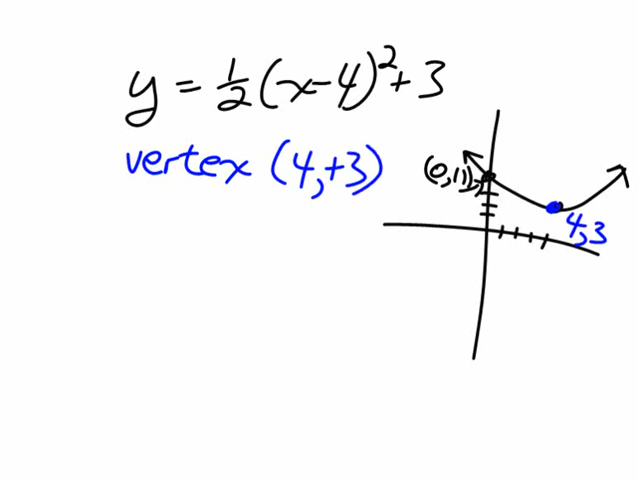 y = 1/2 (x-4)² + 3
vertex (4,+3)
(0,11)
4,3